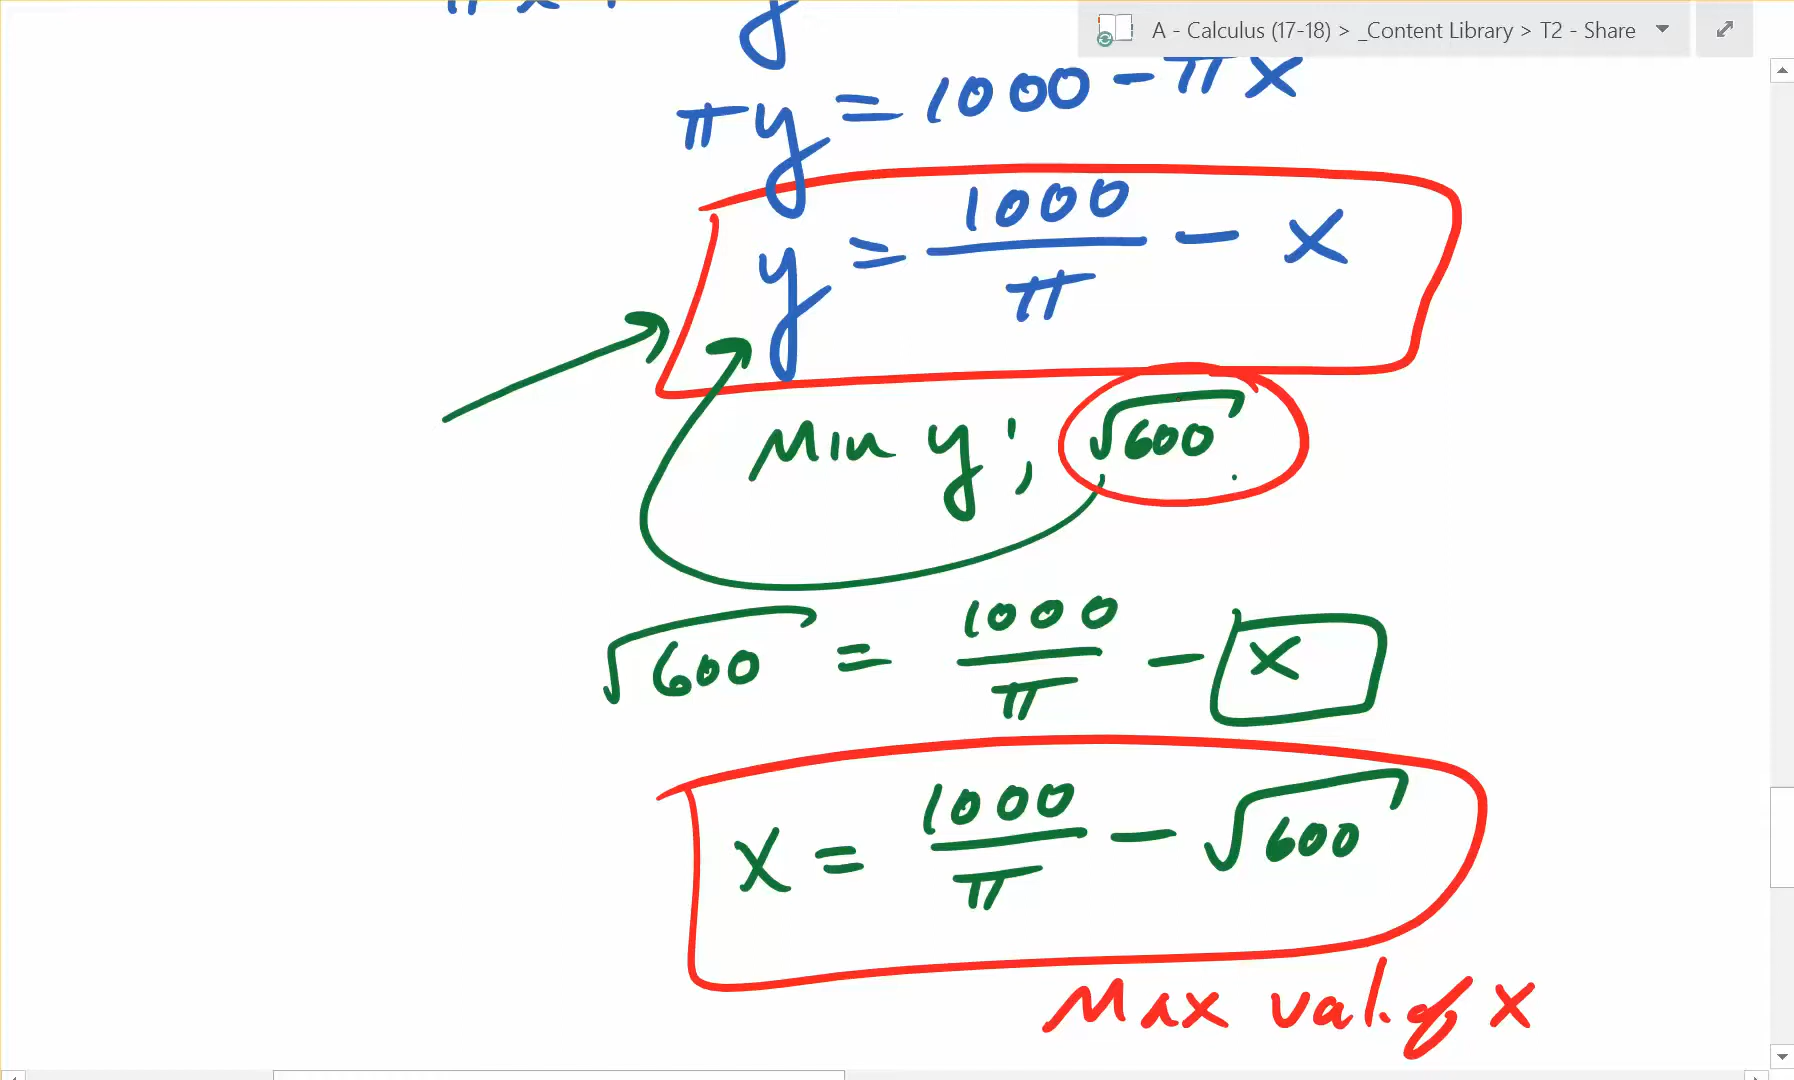 A - Calculus (17-18) > _Content Library > T2 - Share
πy = 1000 - πx
y = 1000/π - x
Min y; √600
√600 = 1000/π - x
x = 1000/π - √600
Max val. of x